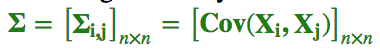 Σ = [Σi,j]n×n = [Cov(Xi, Xj)]n×n